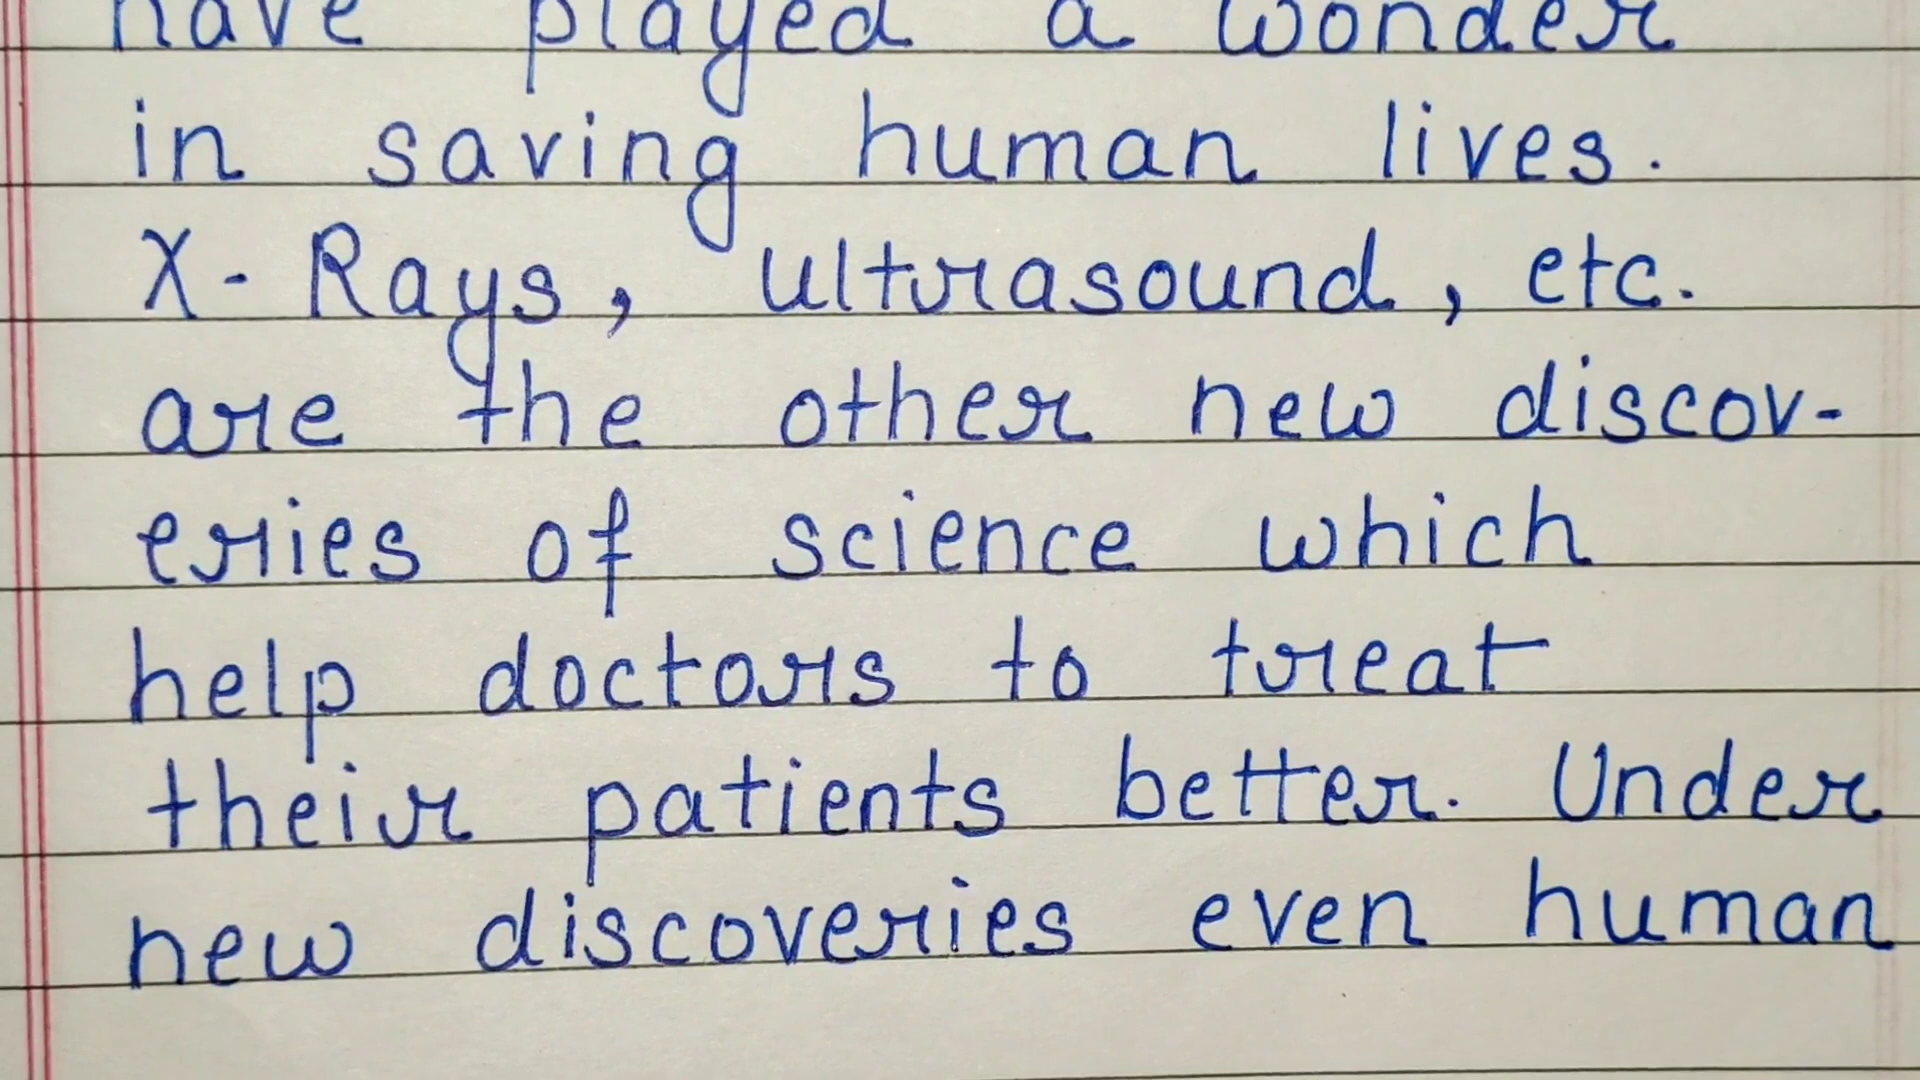 have played a wonder
in saving human lives.
X-Rays, ultrasound, etc.
are the other new discov-
eries of science which
help doctors to treat
their patients better. Under
new discoveries even human